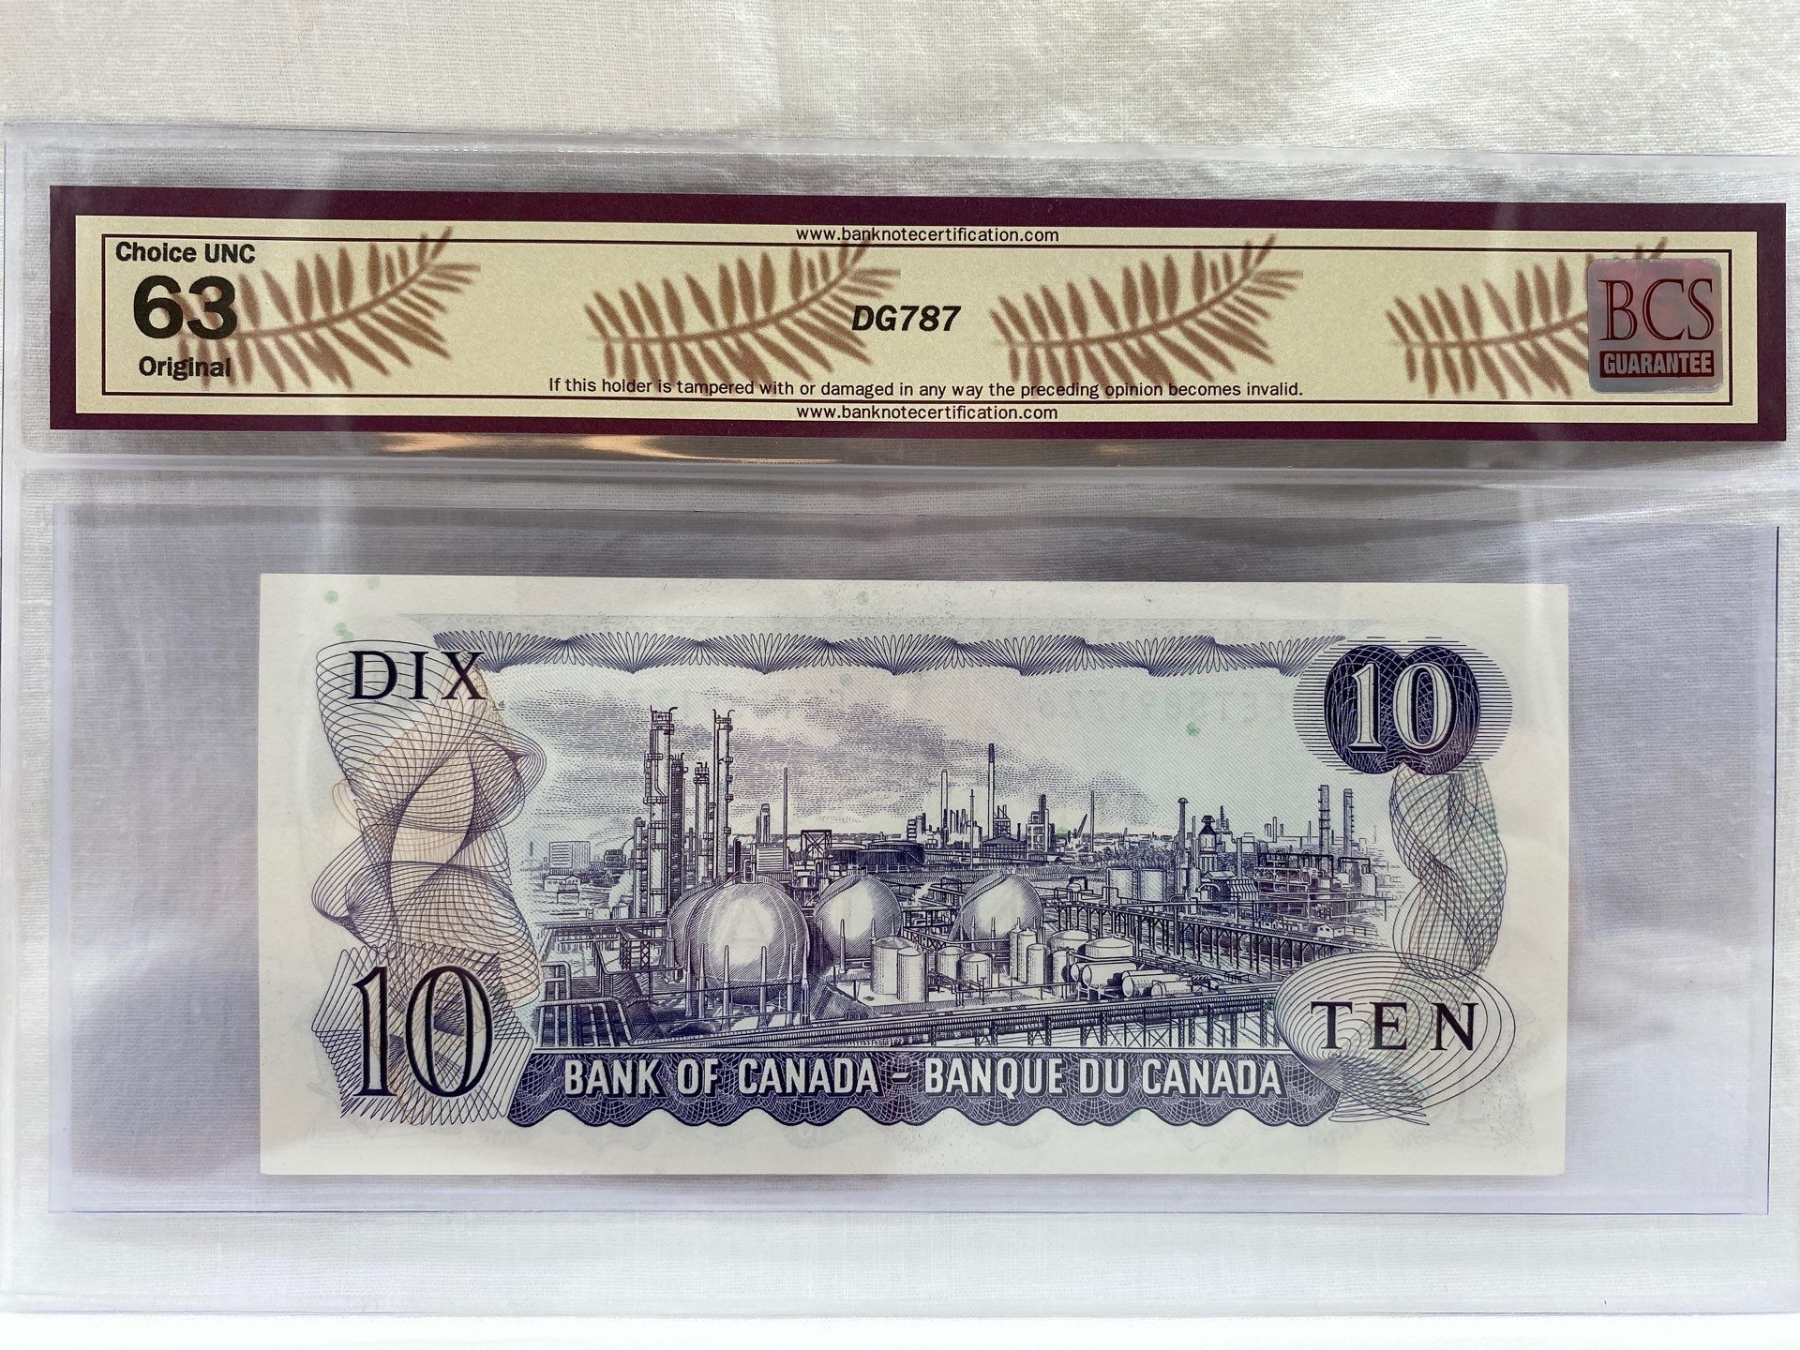 www.banknotecertification.com
Choice UNC
63
Original
DG787
BCS
GUARANTEE
If this holder is tampered with or damaged in any way the preceding opinion becomes invalid.
www.banknotecertification.com
DIX
10
10
TEN
BANK OF CANADA - BANQUE DU CANADA